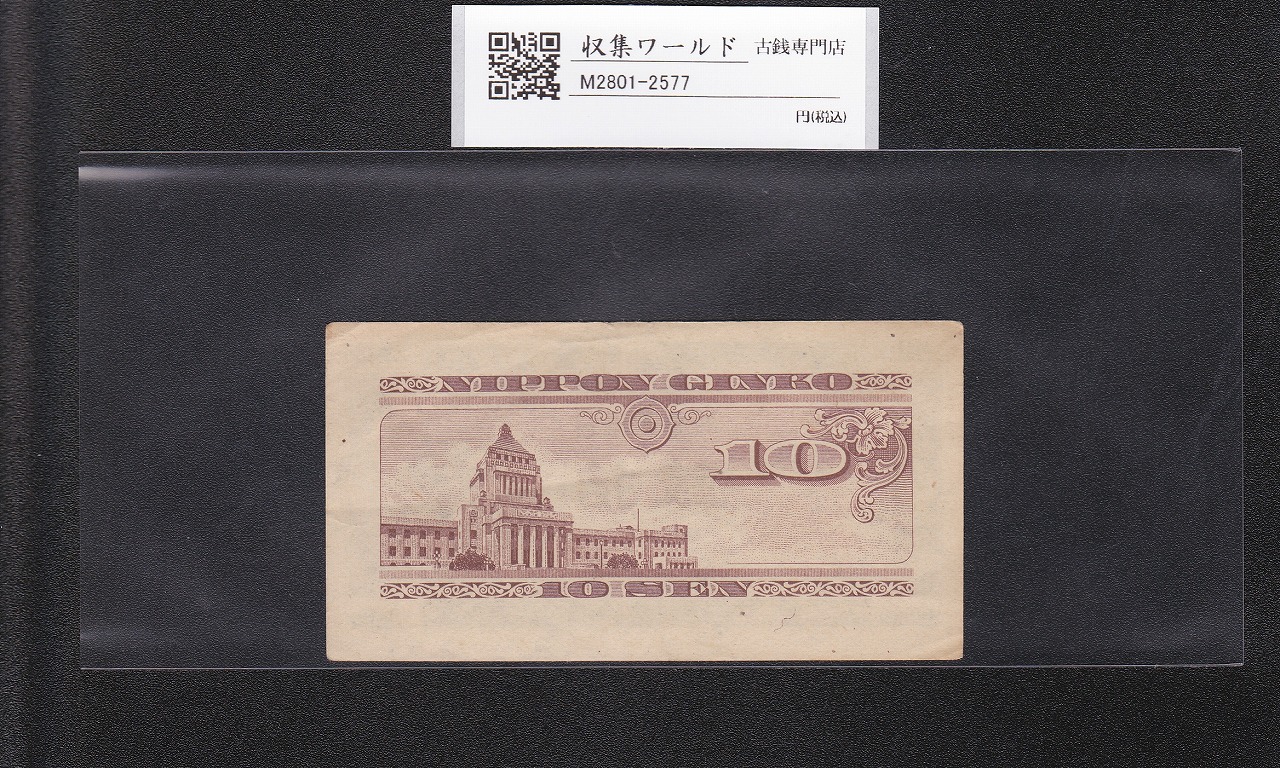 収集ワールド 古銭専門店
M2801-2577
円(税込)
NIPPON GINKO
10
10 SEN